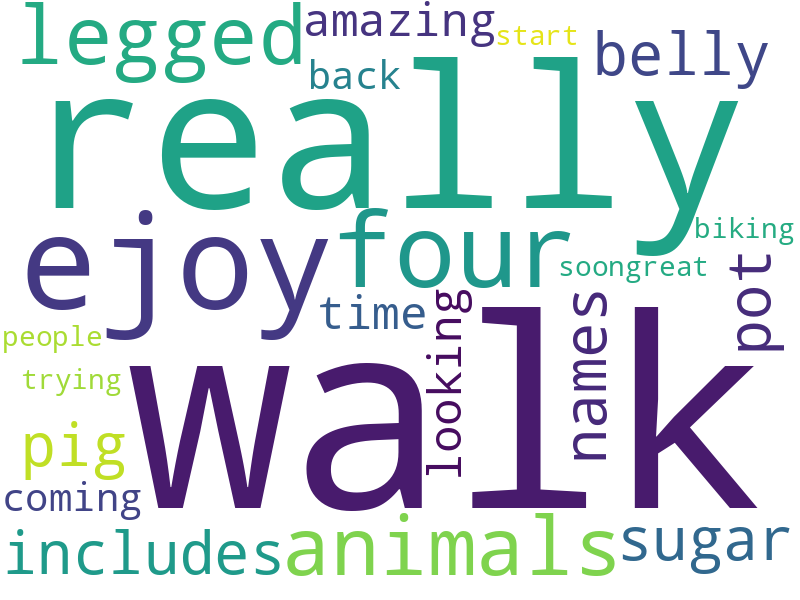 legged amazing start
back belly
really
ejoy four biking
soongreat
time looking names pot
people
trying
walk
pig
coming
includes animals sugar